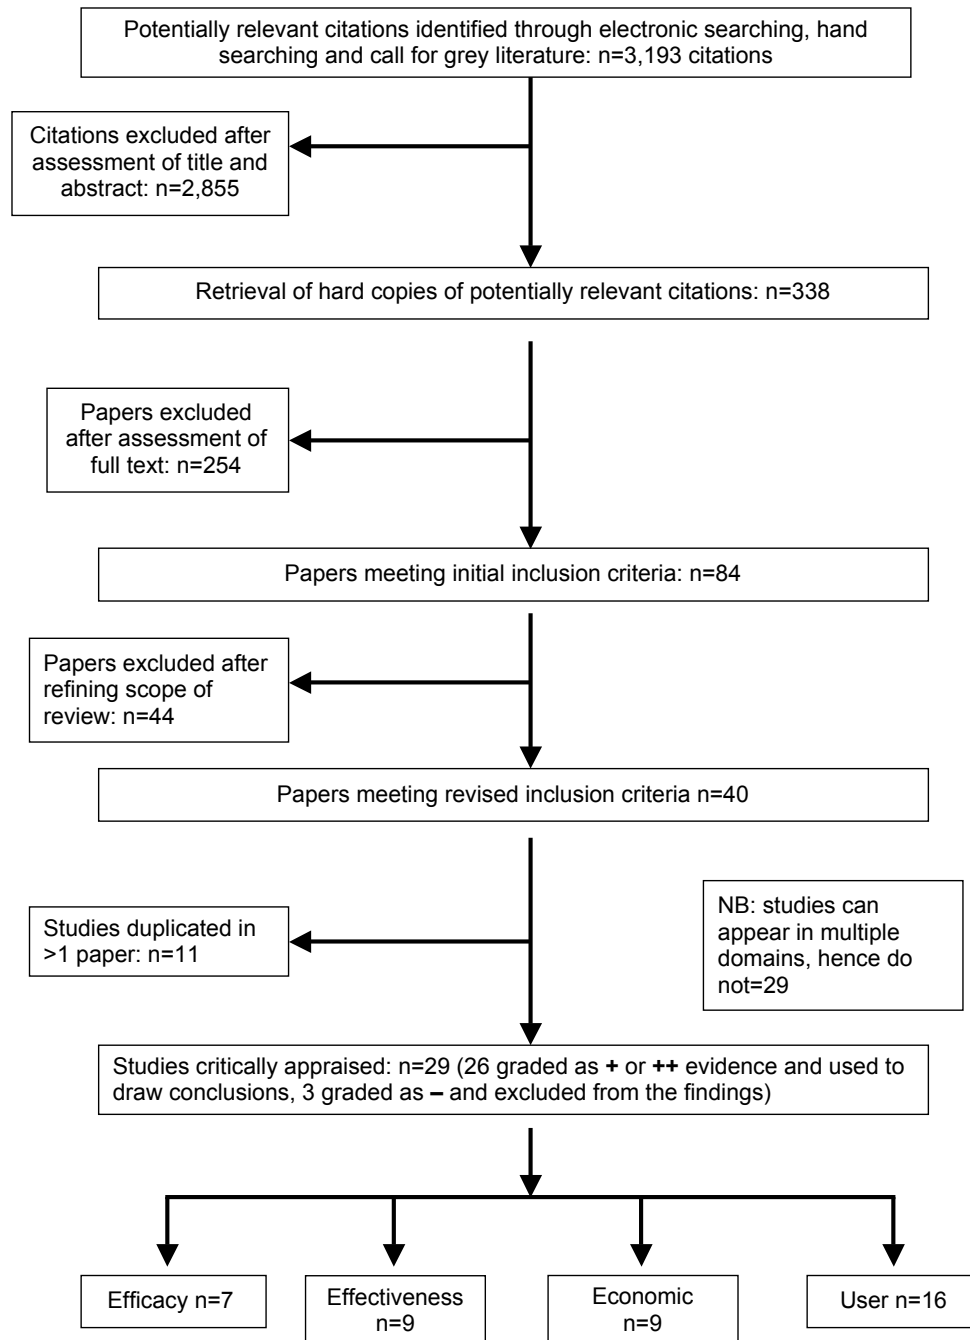 Potentially relevant citations identified through electronic searching, hand
searching and call for grey literature: n=3,193 citations
Citations excluded after
assessment of title and
abstract: n=2,855
Retrieval of hard copies of potentially relevant citations: n=338
Papers excluded
after assessment of
full text: n=254
Papers meeting initial inclusion criteria: n=84
Papers excluded after
refining scope of
review: n=44
Papers meeting revised inclusion criteria n=40
Studies duplicated in
>1 paper: n=11
NB: studies can
appear in multiple
domains, hence do
not=29
Studies critically appraised: n=29 (26 graded as + or ++ evidence and used to
draw conclusions, 3 graded as – and excluded from the findings)
Efficacy n=7
Effectiveness
n=9
Economic
n=9
User n=16